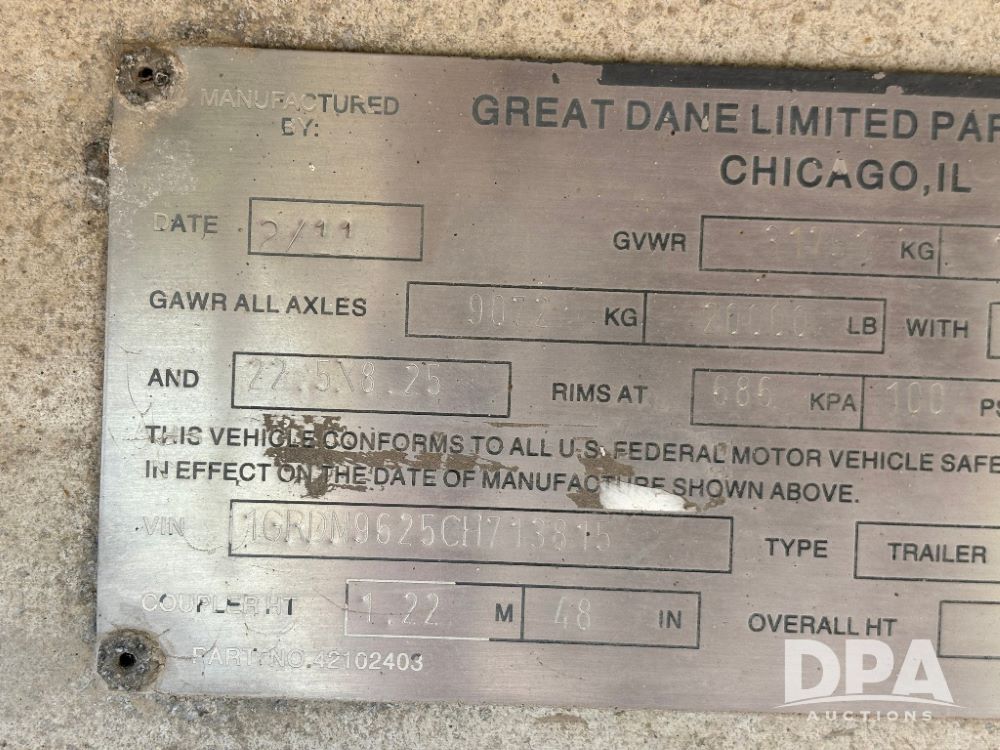 MANUFACTURED BY: GREAT DANE LIMITED PAR
CHICAGO, IL
DATE 2/11 GVWR KG
GAWR ALL AXLES 9072 KG 20000 LB WITH
AND 22.5X8.25 RIMS AT 686 KPA 100
THIS VEHICLE CONFORMS TO ALL U.S. FEDERAL MOTOR VEHICLE SAFE
IN EFFECT ON THE DATE OF MANUFACTURE SHOWN ABOVE.
VIN 1GRDM9625CH713815 TYPE TRAILER
COUPLER HT 1.22 M 48 IN OVERALL HT
PART NO. 42102403
DPA
AUCTIONS